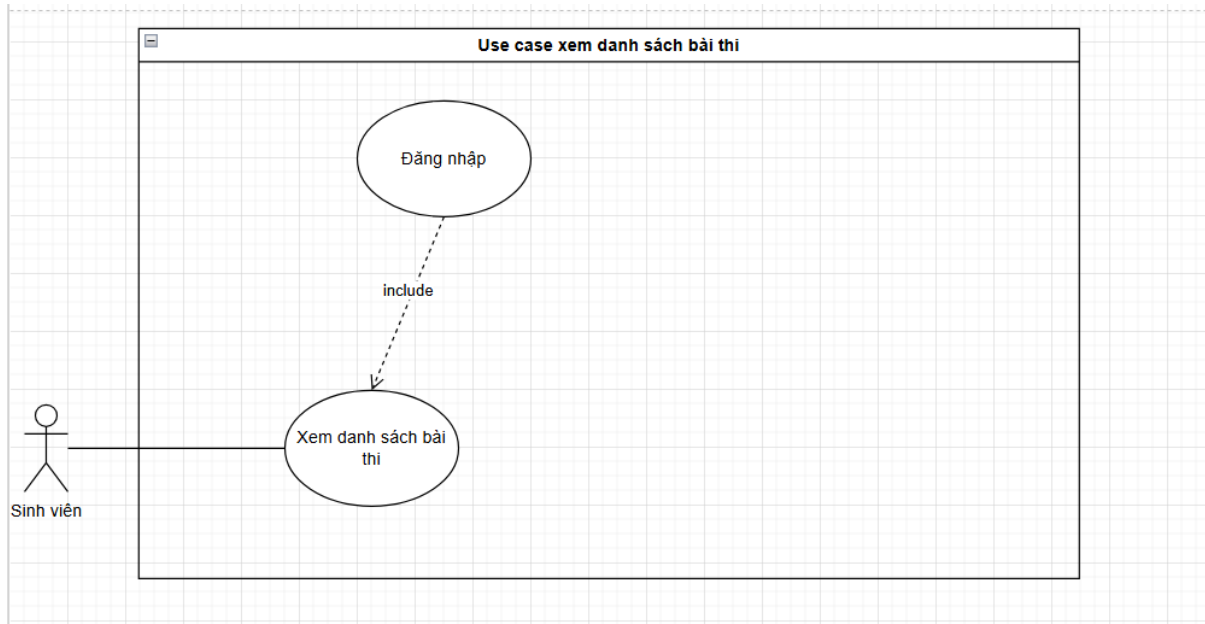 Use case xem danh sách bài thi
Đăng nhập
include
Xem danh sách bài
thi
Sinh viên